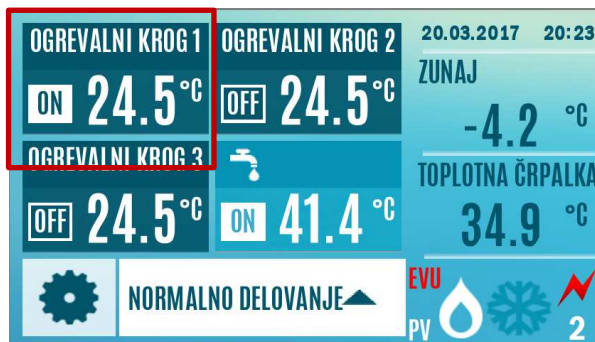 OGREVALNI KROG 1
ON 24.5°C
OGREVALNI KROG 2
OFF 24.5°C
20.03.2017 20:23
ZUNAJ
-4.2 °C
OGREVALNI KROG 3
OFF 24.5°C
ON 41.4 °C
TOPLOTNA ČRPALKA
34.9 °C
NORMALNO DELOVANJE
EVU
PV
2